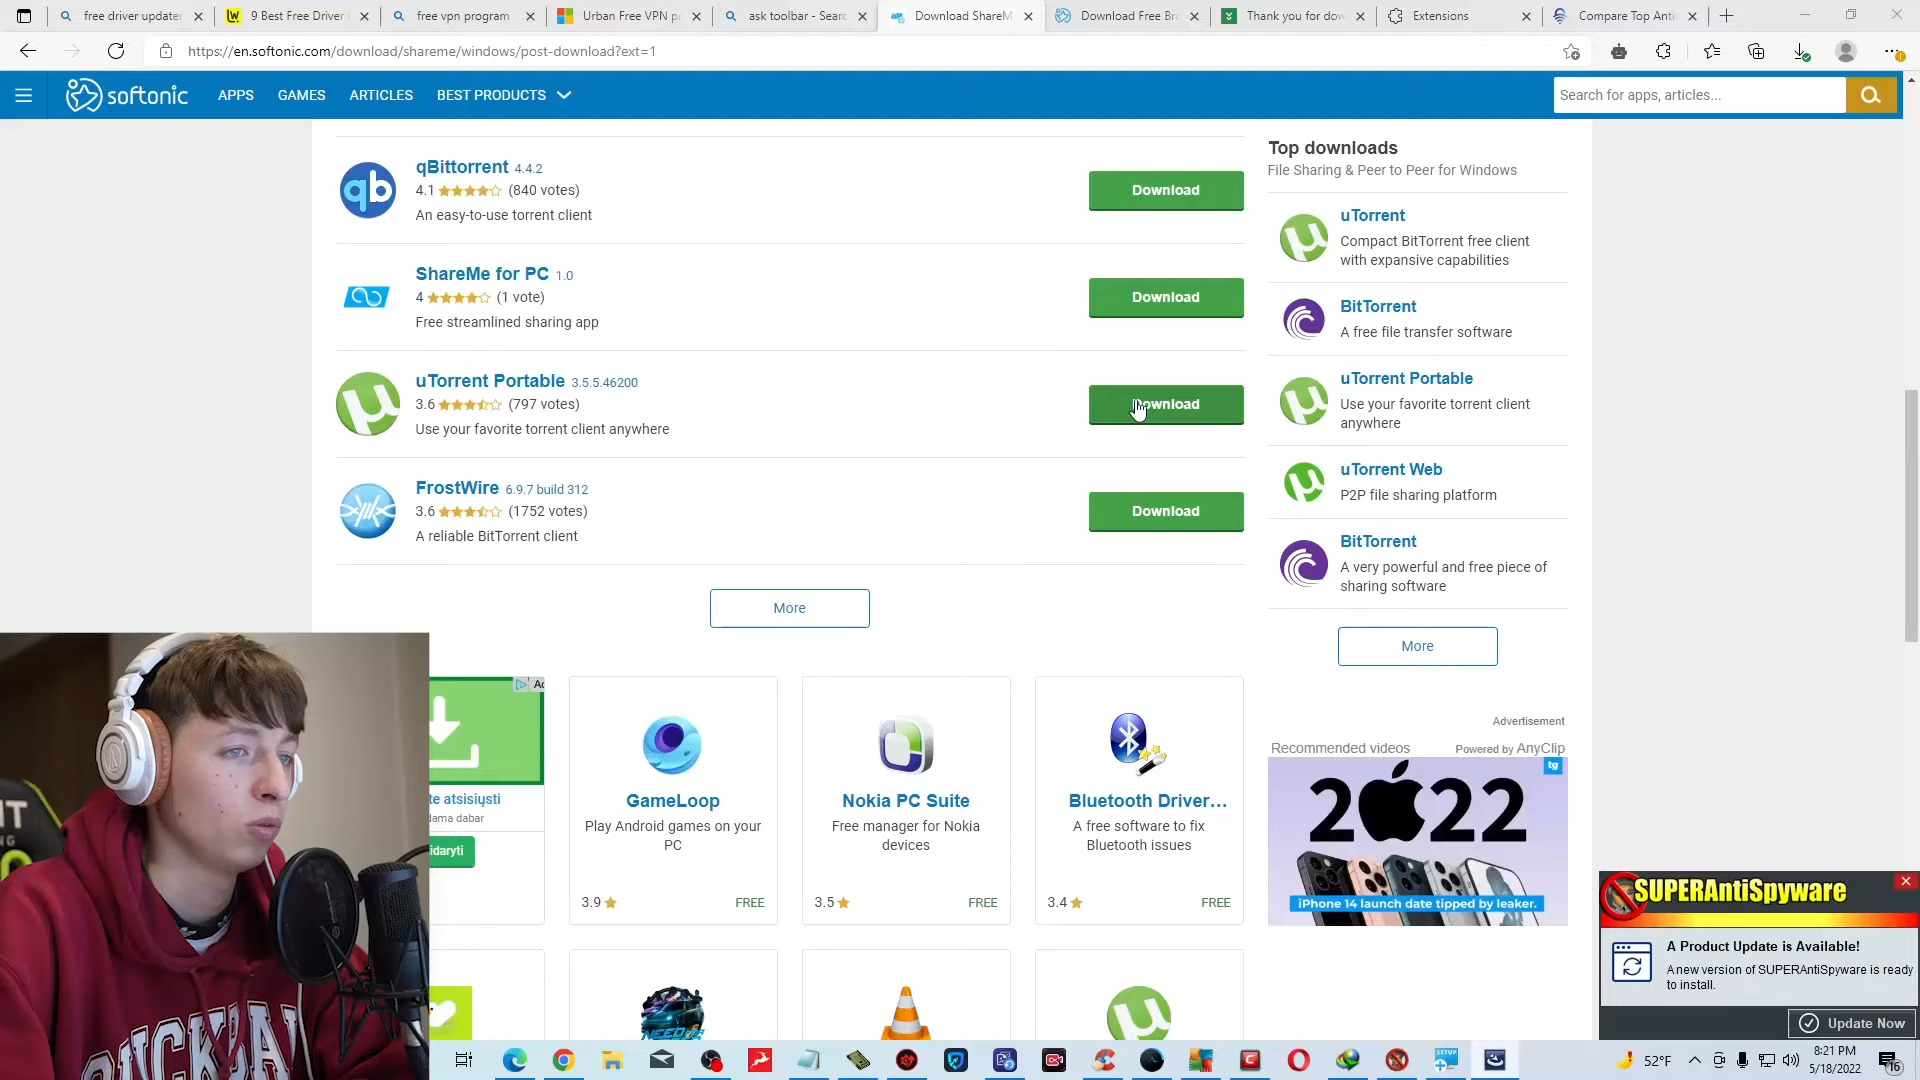 free driver updater
9 Best Free Driver
free vpn program
Urban Free VPN p
ask toolbar - Sear
Download ShareM
Download Free Br
Thank you for dow
Extensions
Compare Top Anti
https://en.softonic.com/download/shareme/windows/post-download?ext=1
softonic
APPS
GAMES
ARTICLES
BEST PRODUCTS
Search for apps, articles...
qBittorrent 4.4.2
4.1 (840 votes)
An easy-to-use torrent client
Download
ShareMe for PC 1.0
4 (1 vote)
Free streamlined sharing app
Download
uTorrent Portable 3.5.5.46200
3.6 (797 votes)
Use your favorite torrent client anywhere
Download
FrostWire 6.9.7 build 312
3.6 (1752 votes)
A reliable BitTorrent client
Download
More
Top downloads
File Sharing & Peer to Peer for Windows
uTorrent
Compact BitTorrent free client
with expansive capabilities
BitTorrent
A free file transfer software
uTorrent Portable
Use your favorite torrent client
anywhere
uTorrent Web
P2P file sharing platform
BitTorrent
A very powerful and free piece of
sharing software
More
te atsisiųsti
dama dabar
idaryti
GameLoop
Play Android games on your
PC
3.9 FREE
Nokia PC Suite
Free manager for Nokia
devices
3.5 FREE
Bluetooth Driver…
A free software to fix
Bluetooth issues
3.4 FREE
Advertisement
Recommended videos
Powered by AnyClip
tg
2022
iPhone 14 launch date tipped by leaker.
SUPERAntiSpyware
A Product Update is Available!
A new version of SUPERAntiSpyware is ready
to install.
Update Now
52°F
8:21 PM
5/18/2022
16